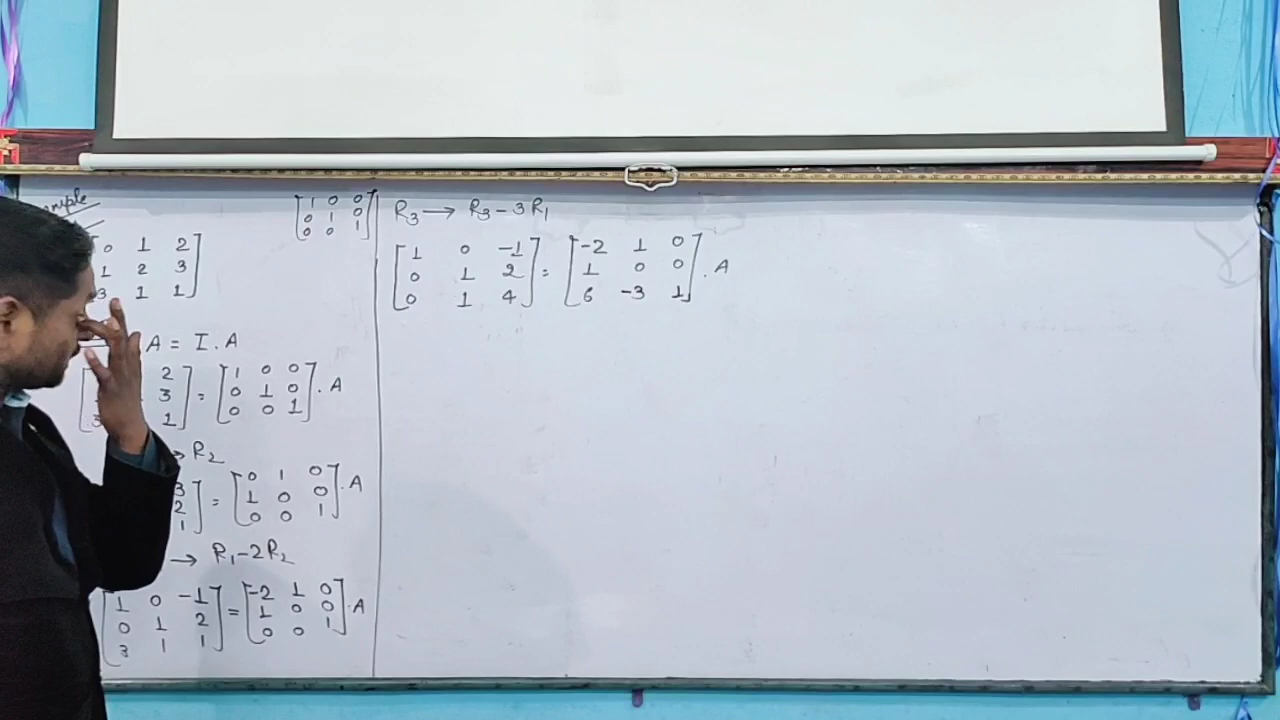 0 1 2
1 2 3
3 1 1
A = I . A
2 1 0 0
3 = 0 1 0 . A
3 1 0 0 1
→ R₂
3 0 1 0
2 = 1 0 0 . A
1 0 0 1
→ R₁-2R₂
1 0 -1 -2 1 0
0 1 2 = 1 0 0 . A
3 1 1 0 0 1
1 0 0
0 1 0
0 0 1
R₃ → R₃-3R₁
1 0 -1 -2 1 0
0 1 2 = 1 0 0 . A
0 1 4 6 -3 1